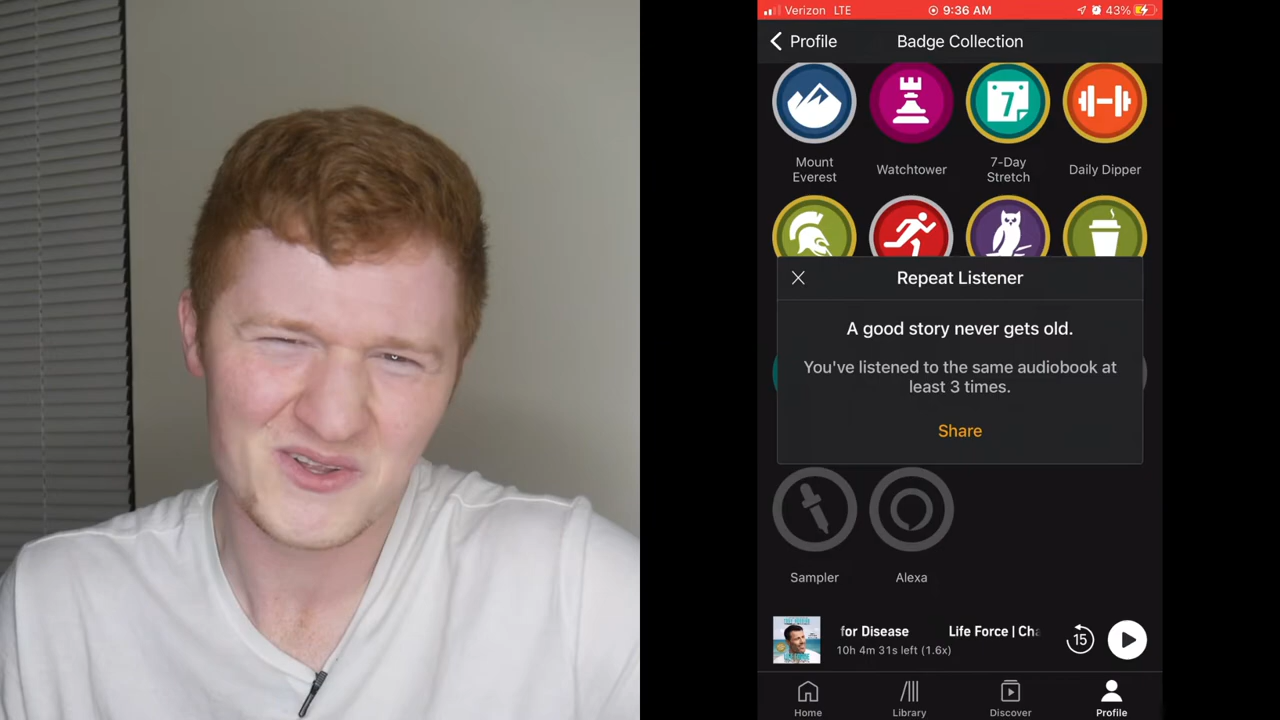 Verizon LTE 9:36 AM 43%
Profile Badge Collection
7
Mount Everest Watchtower 7-Day Stretch Daily Dipper
Repeat Listener
A good story never gets old.
You've listened to the same audiobook at
least 3 times.
Share
Sampler Alexa
for Disease Life Force | Cha
10h 4m 31s left (1.6x)
15
Home Library Discover Profile